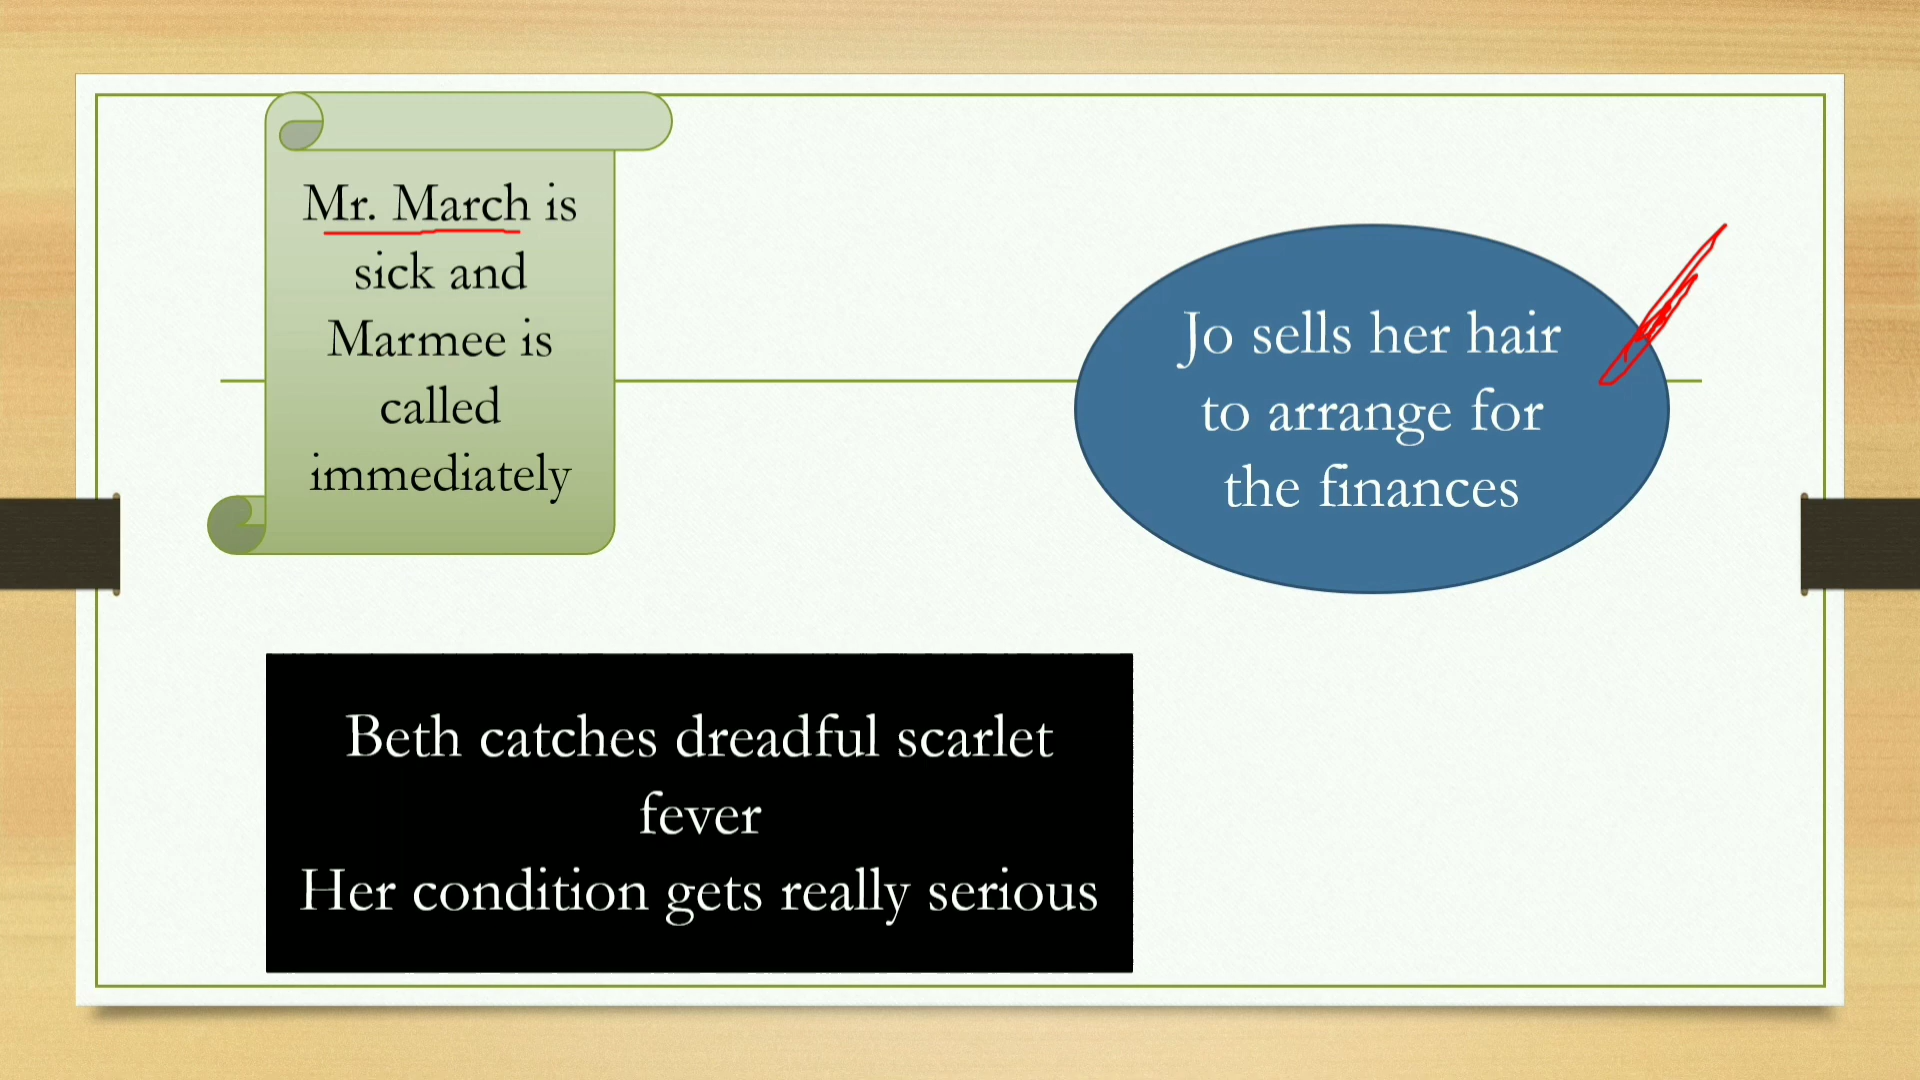 Mr. March is
sick and
Marmee is
called
immediately
Jo sells her hair
to arrange for
the finances
Beth catches dreadful scarlet
fever
Her condition gets really serious